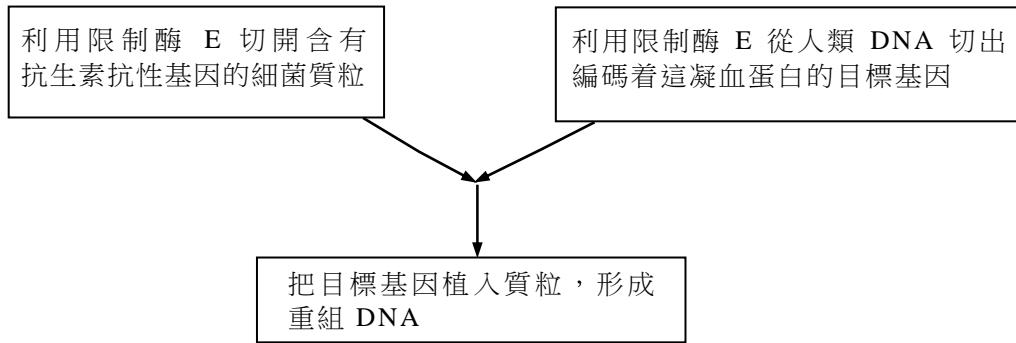 利用限制酶 E 切開含有
抗生素抗性基因的細菌質粒
利用限制酶 E 從人類 DNA 切出
編碼着這凝血蛋白的目標基因
把目標基因植入質粒，形成
重組 DNA